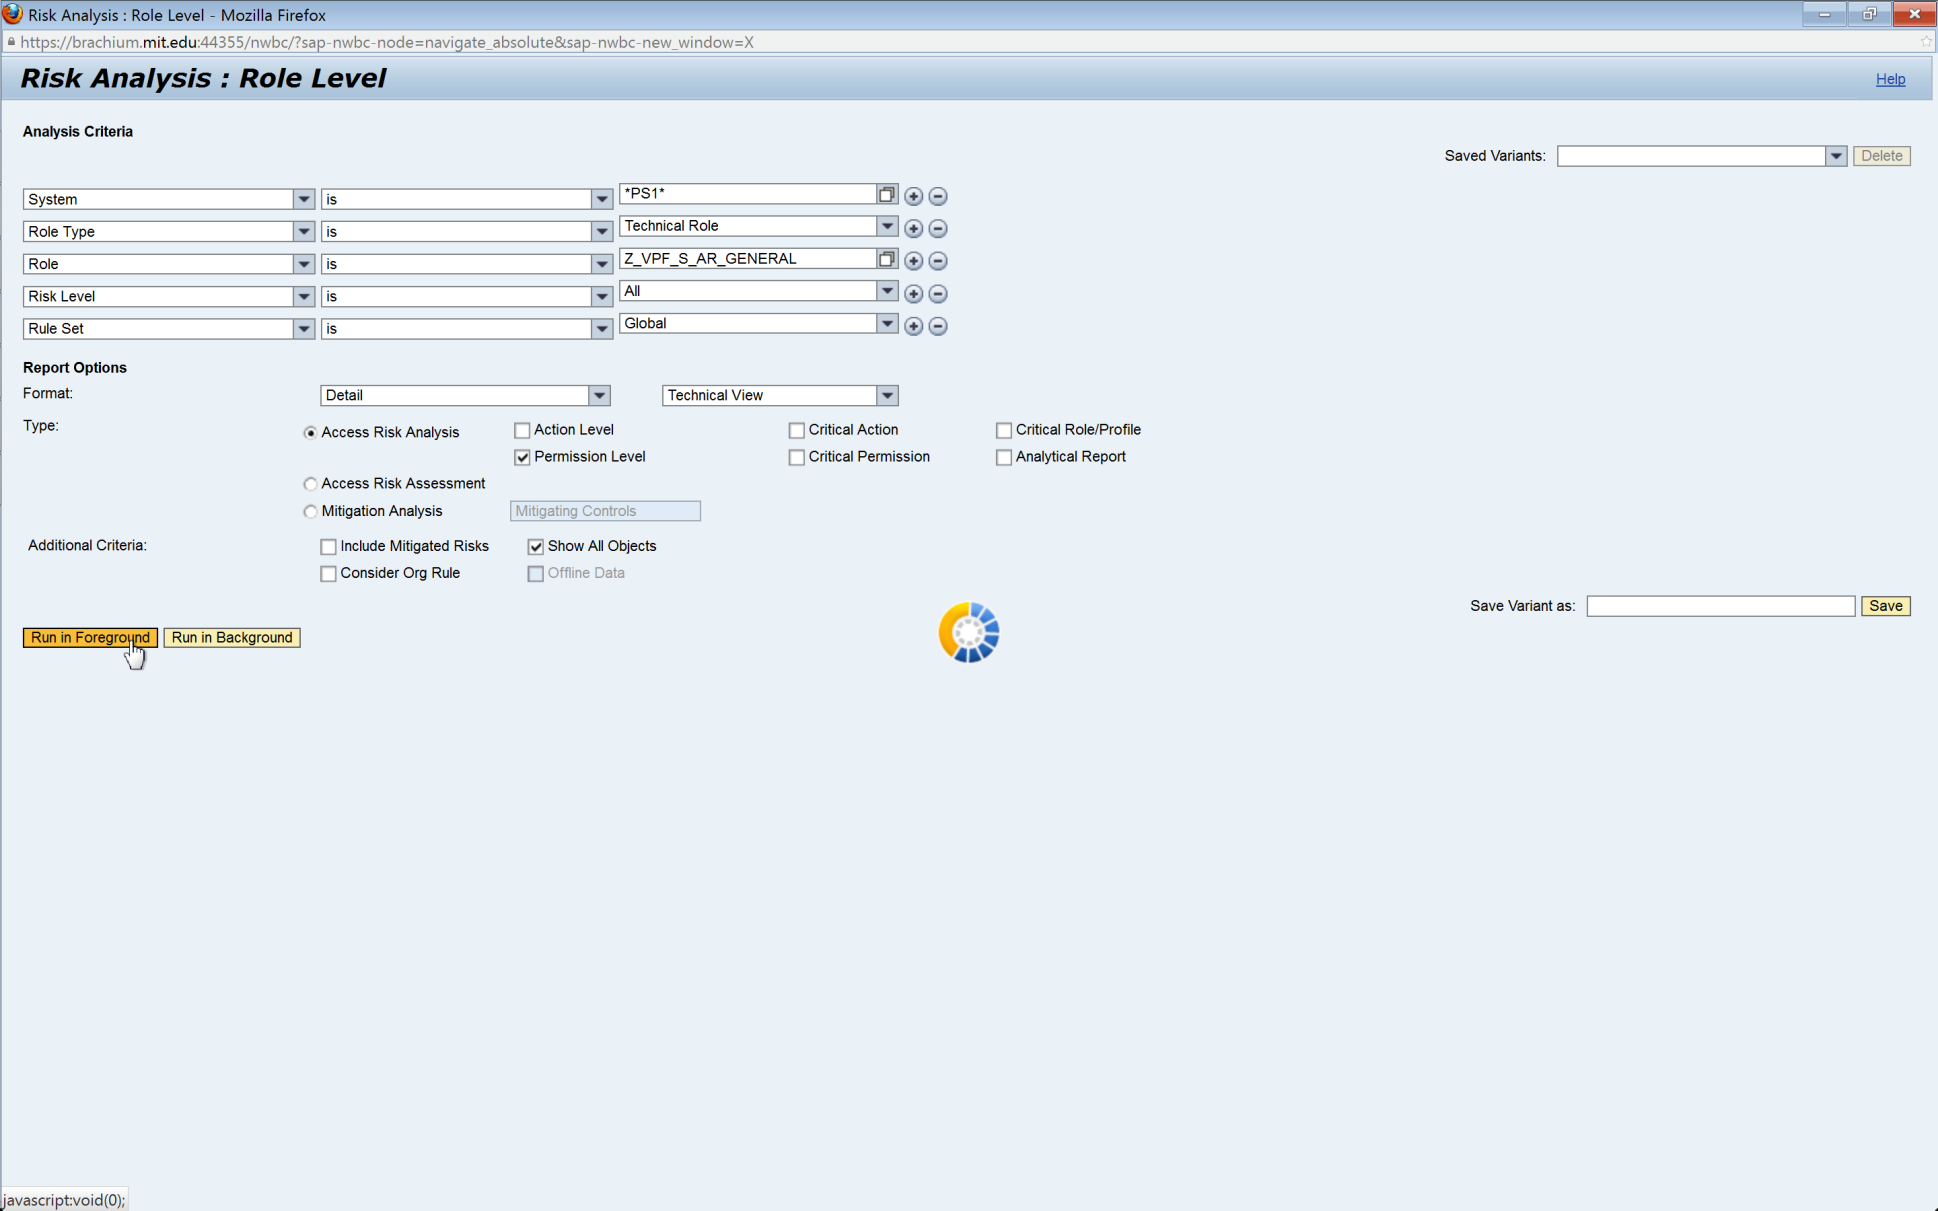 Risk Analysis : Role Level - Mozilla Firefox
https://brachium.mit.edu:44355/nwbc/?sap-nwbc-node=navigate_absolute&sap-nwbc-new_window=X
Risk Analysis : Role Level
Help
Analysis Criteria
Saved Variants:
Delete
System is *PS1*
Role Type is Technical Role
Role is Z_VPF_S_AR_GENERAL
Risk Level is All
Rule Set is Global
Report Options
Format: Detail Technical View
Type: Access Risk Analysis Action Level Critical Action Critical Role/Profile
Permission Level Critical Permission Analytical Report
Access Risk Assessment
Mitigation Analysis Mitigating Controls
Additional Criteria: Include Mitigated Risks Show All Objects
Consider Org Rule Offline Data
Save Variant as: Save
Run in Foreground Run in Background
javascript:void(0);